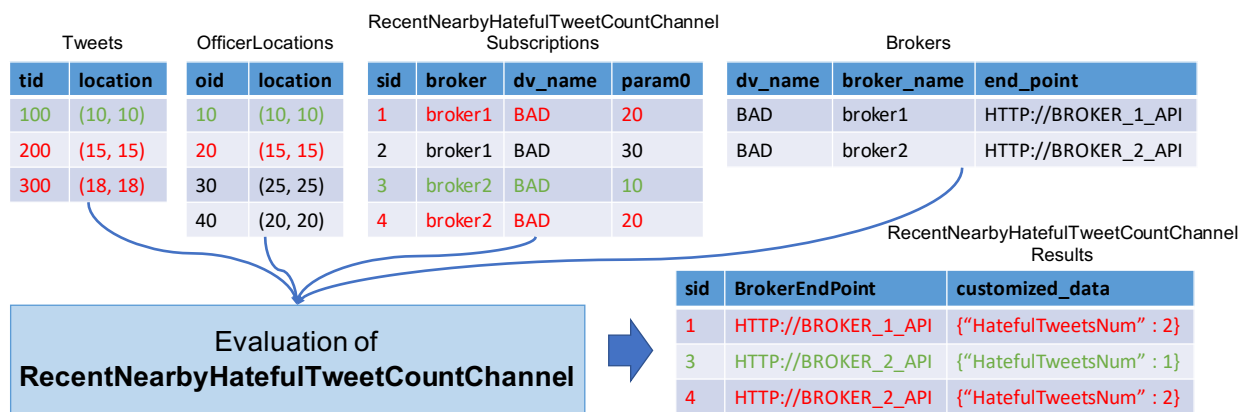 Tweets
tid location
100 (10, 10)
200 (15, 15)
300 (18, 18)
OfficerLocations
oid location
10 (10, 10)
20 (15, 15)
30 (25, 25)
40 (20, 20)
RecentNearbyHatefulTweetCountChannel
Subscriptions
sid broker dv_name param0
1 broker1 BAD 20
2 broker1 BAD 30
3 broker2 BAD 10
4 broker2 BAD 20
Brokers
dv_name broker_name end_point
BAD broker1 HTTP://BROKER_1_API
BAD broker2 HTTP://BROKER_2_API
Evaluation of
RecentNearbyHatefulTweetCountChannel
RecentNearbyHatefulTweetCountChannel
Results
sid BrokerEndPoint customized_data
1 HTTP://BROKER_1_API {“HatefulTweetsNum” : 2}
3 HTTP://BROKER_2_API {“HatefulTweetsNum” : 1}
4 HTTP://BROKER_2_API {“HatefulTweetsNum” : 2}